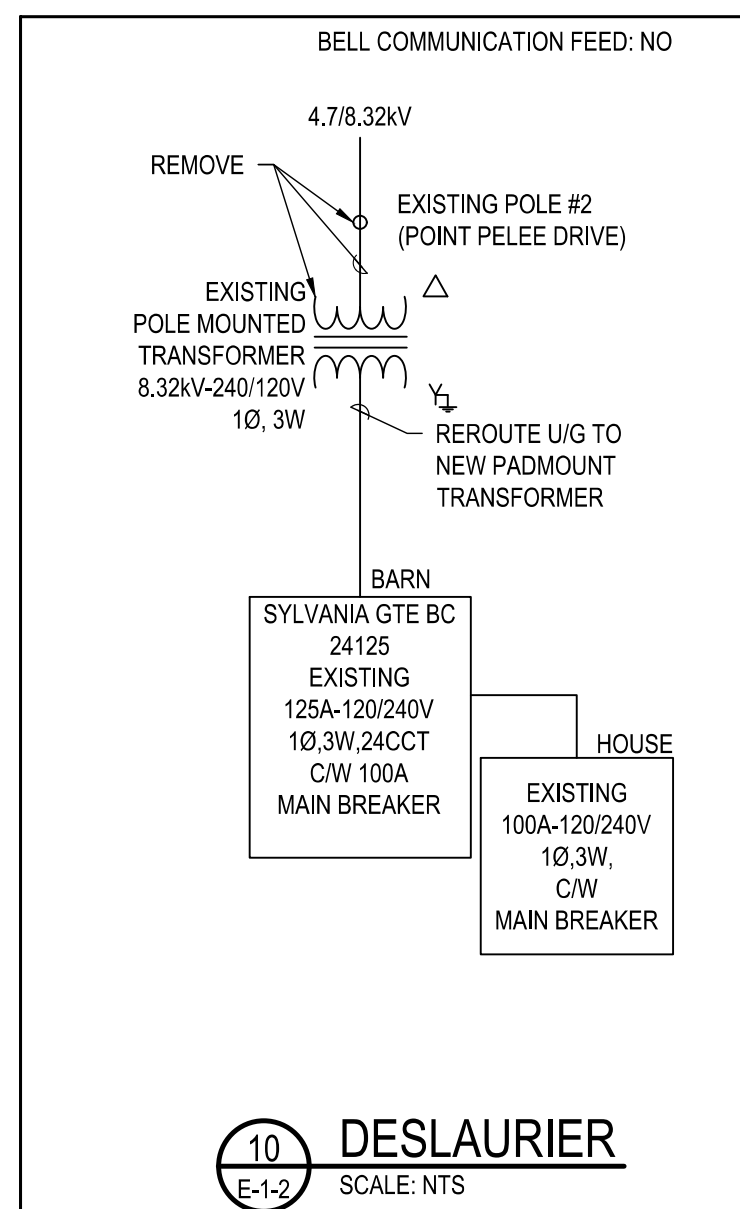 BELL COMMUNICATION FEED: NO
4.7/8.32kV
REMOVE
EXISTING POLE #2
(POINT PELEE DRIVE)
EXISTING
POLE MOUNTED
TRANSFORMER
8.32kV-240/120V
1Ø, 3W
REROUTE U/G TO
NEW PADMOUNT
TRANSFORMER
BARN
SYLVANIA GTE BC
24125
EXISTING
125A-120/240V
1Ø,3W,24CCT
C/W 100A
MAIN BREAKER
HOUSE
EXISTING
100A-120/240V
1Ø,3W,
C/W
MAIN BREAKER
10
E-1-2
DESLAURIER
SCALE: NTS